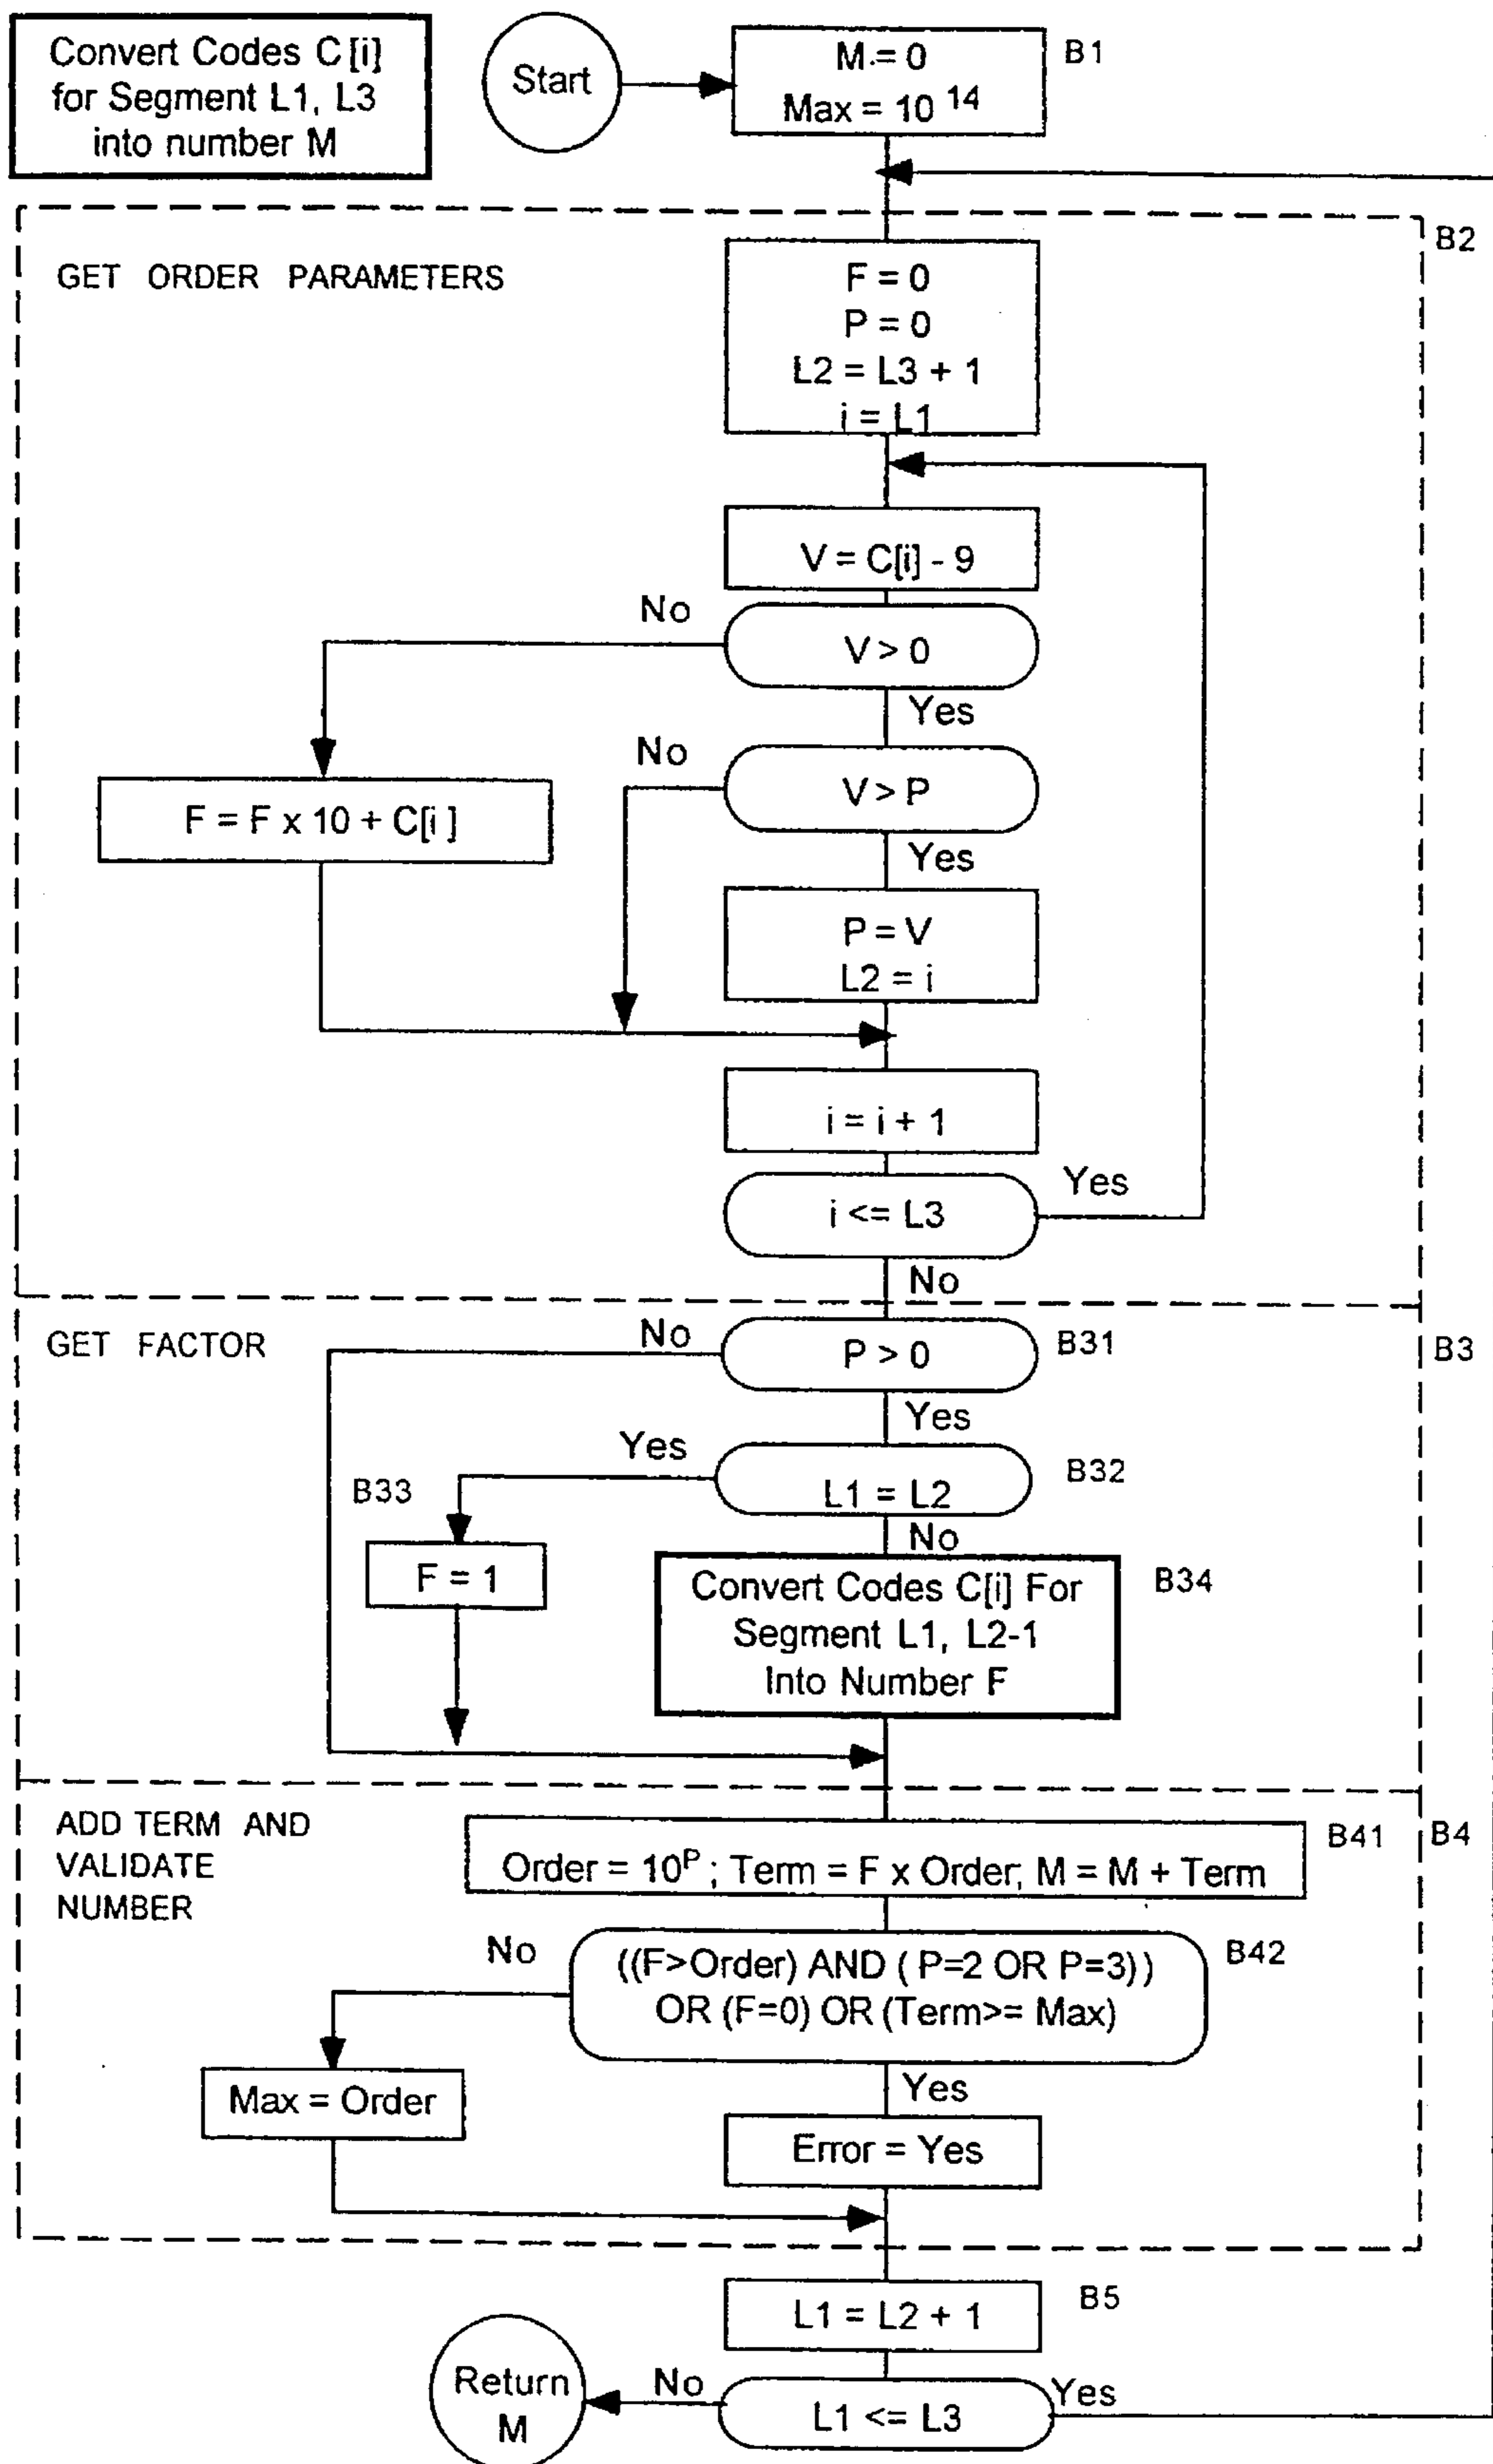 Convert Codes C[i]
for Segment L1, L3
into number M
Start
M = 0
Max = 10 14
B1
B2
GET ORDER PARAMETERS
F = 0
P = 0
L2 = L3 + 1
i = L1
V = C[i] - 9
No
V > 0
Yes
No
V > P
F = F x 10 + C[i]
Yes
P = V
L2 = i
i = i + 1
Yes
i <= L3
No
GET FACTOR
No
P > 0
B31
B3
Yes
Yes
L1 = L2
B32
B33
No
F = 1
Convert Codes C[i] For
Segment L1, L2-1
Into Number F
B34
ADD TERM AND
VALIDATE
NUMBER
B41
B4
Order = 10P ; Term = F x Order; M = M + Term
No
((F>Order) AND ( P=2 OR P=3))
OR (F=0) OR (Term>= Max)
B42
Yes
Max = Order
Error = Yes
L1 = L2 + 1
B5
Return
M
No
L1 <= L3
Yes